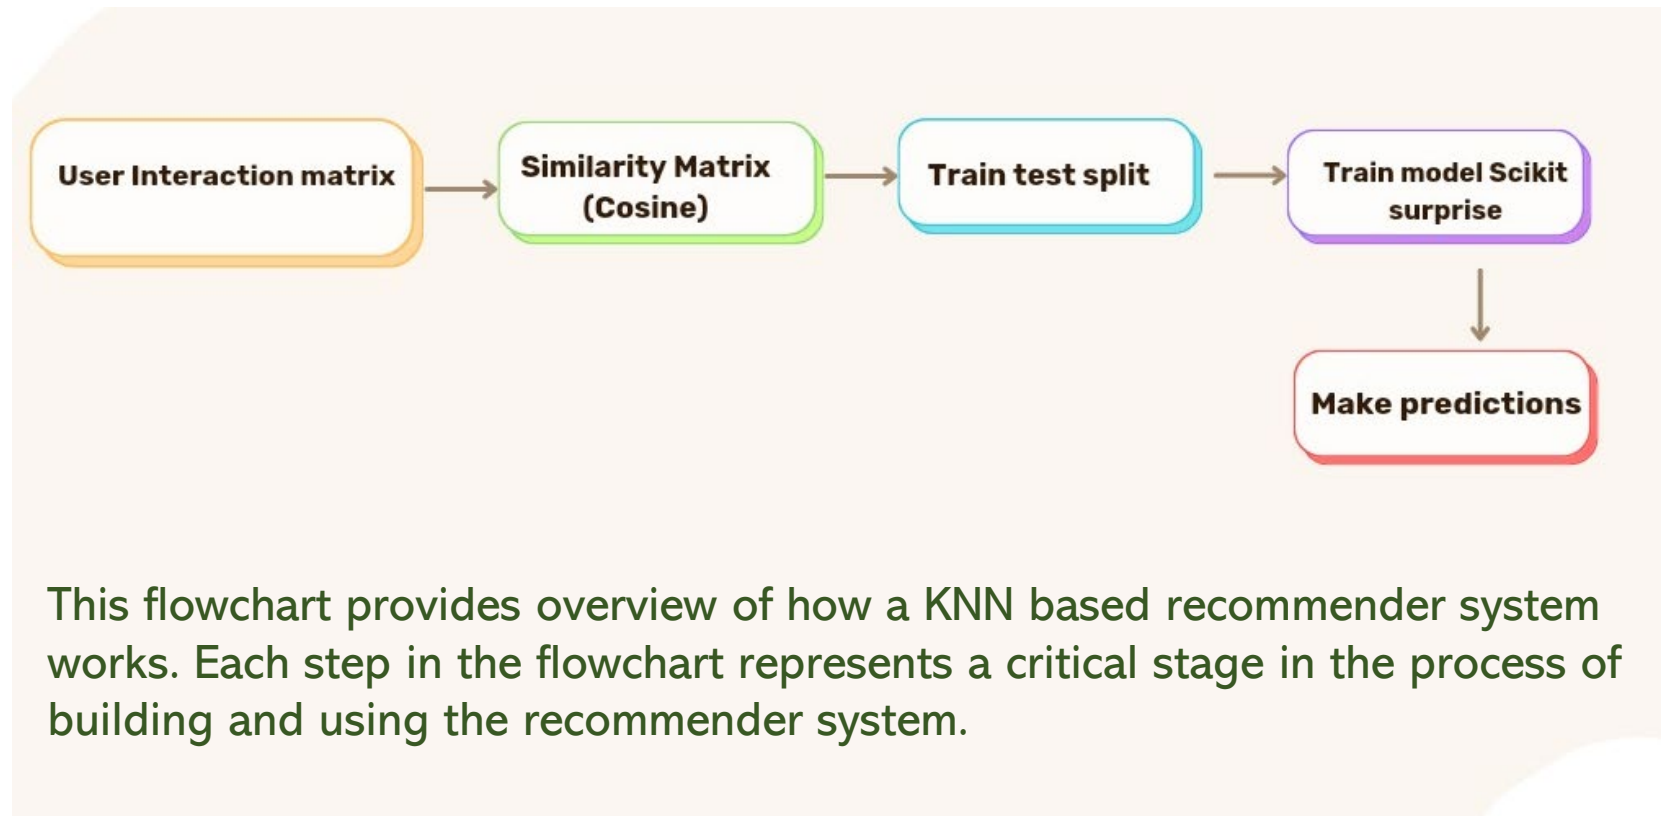 User Interaction matrix
Similarity Matrix
(Cosine)
Train test split
Train model Scikit
surprise
Make predictions
This flowchart provides overview of how a KNN based recommender system
works. Each step in the flowchart represents a critical stage in the process of
building and using the recommender system.